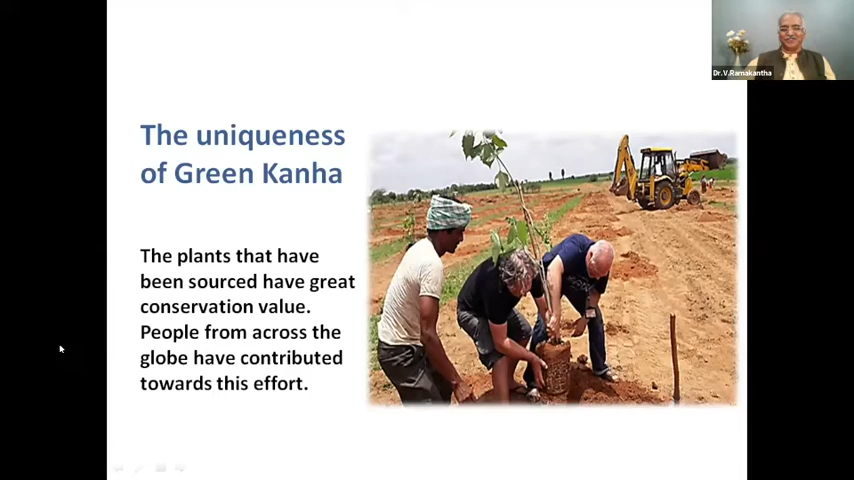 Dr.V.Ramakantha
The uniqueness
of Green Kanha
The plants that have
been sourced have great
conservation value.
People from across the
globe have contributed
towards this effort.